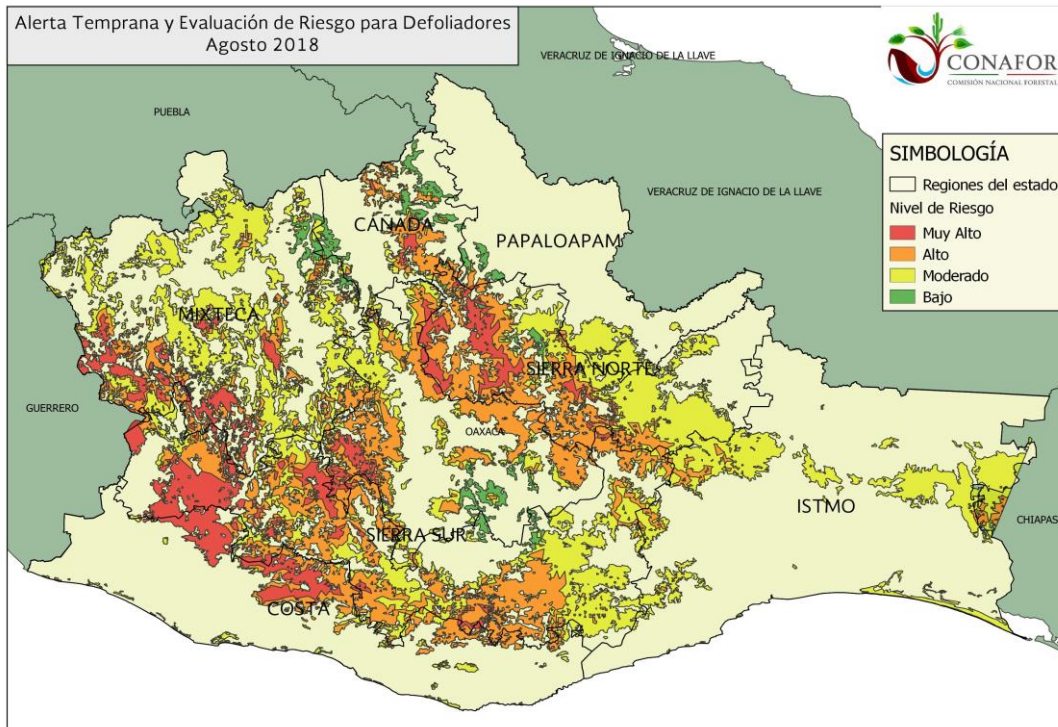 Alerta Temprana y Evaluación de Riesgo para Defoliadores
Agosto 2018
CONAFOR
COMISIÓN NACIONAL FORESTAL
VERACRUZ DE IGNACIO DE LA LLAVE
PUEBLA
SIMBOLOGÍA
Regiones del estado
Nivel de Riesgo
Muy Alto
Alto
Moderado
Bajo
VERACRUZ DE IGNACIO DE LA LLAVE
CAÑADA
PAPALOAPAM
MIXTECA
SIERRA NORTE
GUERRERO
OAXACA
ISTMO
CHIAPAS
SIERRA SUR
COSTA